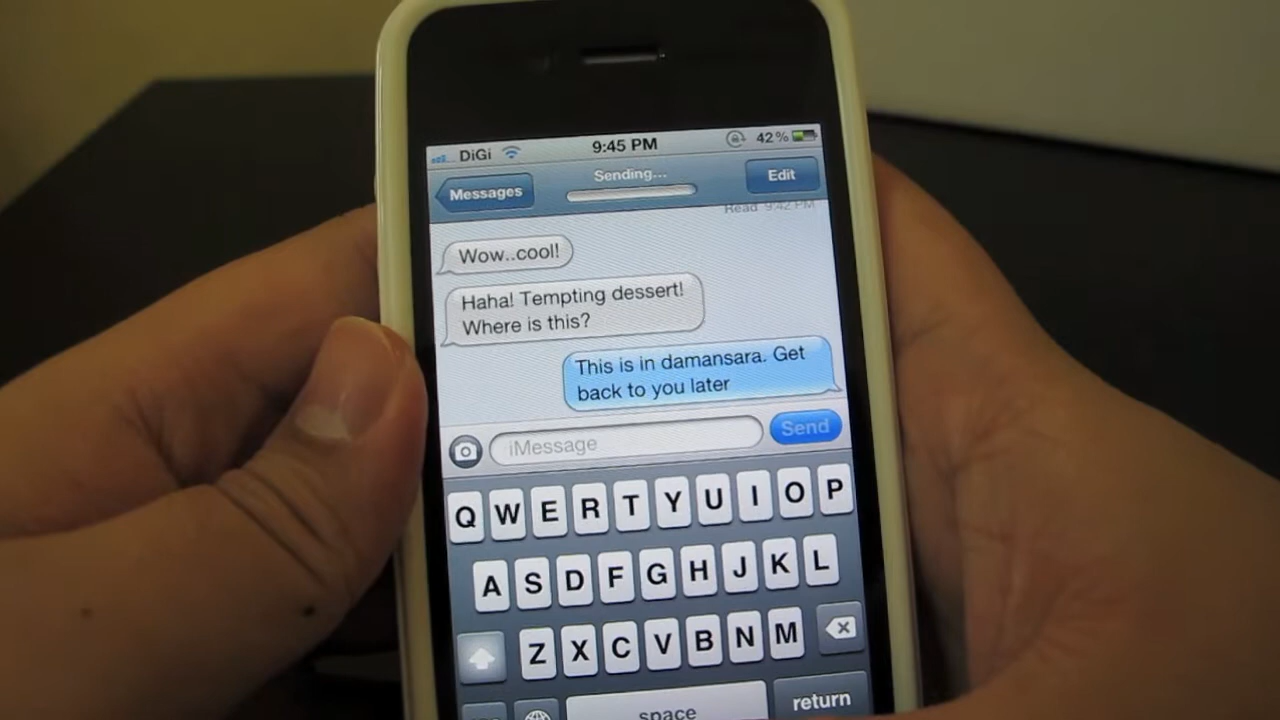 DiGi 9:45 PM 42%
Messages Sending... Edit
Read 9:42 PM
Wow..cool!
Haha! Tempting dessert!
Where is this?
This is in damansara. Get
back to you later
iMessage Send
Q W E R T Y U I O P
A S D F G H J K L
Z X C V B N M
space return